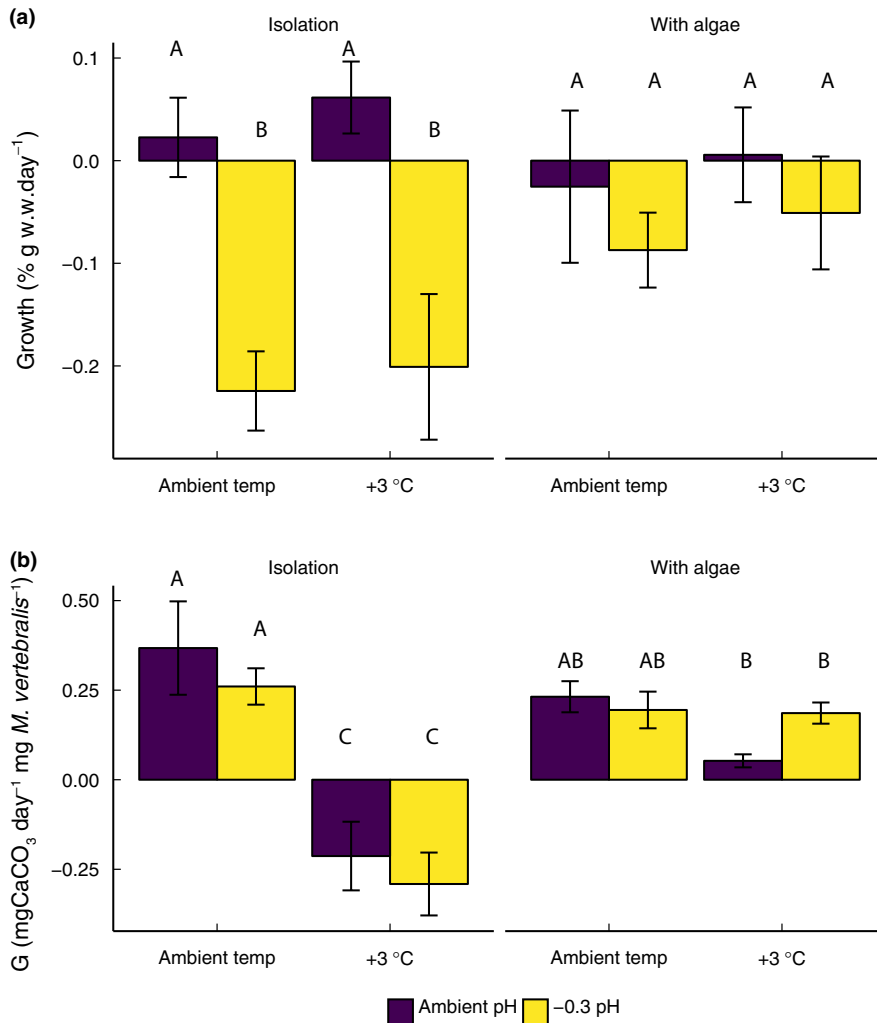 (a)
Isolation
With algae
Growth (% g w.w.day⁻¹)
0.1
0.0
−0.1
−0.2
A
B
A
B
A
A
A
A
Ambient temp
+3 °C
Ambient temp
+3 °C
(b)
Isolation
With algae
G (mgCaCO₃ day⁻¹ mg M. vertebralis⁻¹)
0.50
0.25
0.00
−0.25
A
A
C
C
AB
AB
B
B
Ambient temp
+3 °C
Ambient temp
+3 °C
Ambient pH
−0.3 pH